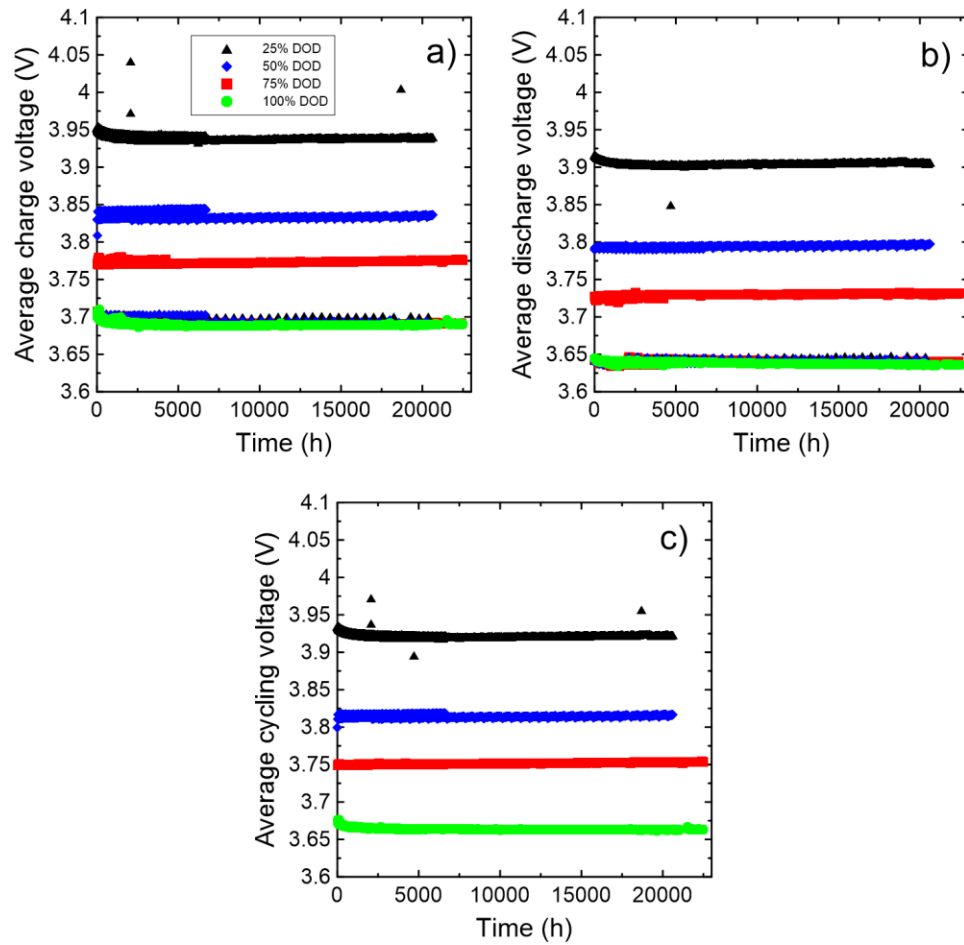 a)
25% DOD
50% DOD
75% DOD
100% DOD
Average charge voltage (V)
4.1
4.05
4
3.95
3.9
3.85
3.8
3.75
3.7
3.65
3.6
0 5000 10000 15000 20000
Time (h)
b)
Average discharge voltage (V)
4.1
4.05
4
3.95
3.9
3.85
3.8
3.75
3.7
3.65
3.6
0 5000 10000 15000 20000
Time (h)
c)
Average cycling voltage (V)
4.1
4.05
4
3.95
3.9
3.85
3.8
3.75
3.7
3.65
3.6
0 5000 10000 15000 20000
Time (h)